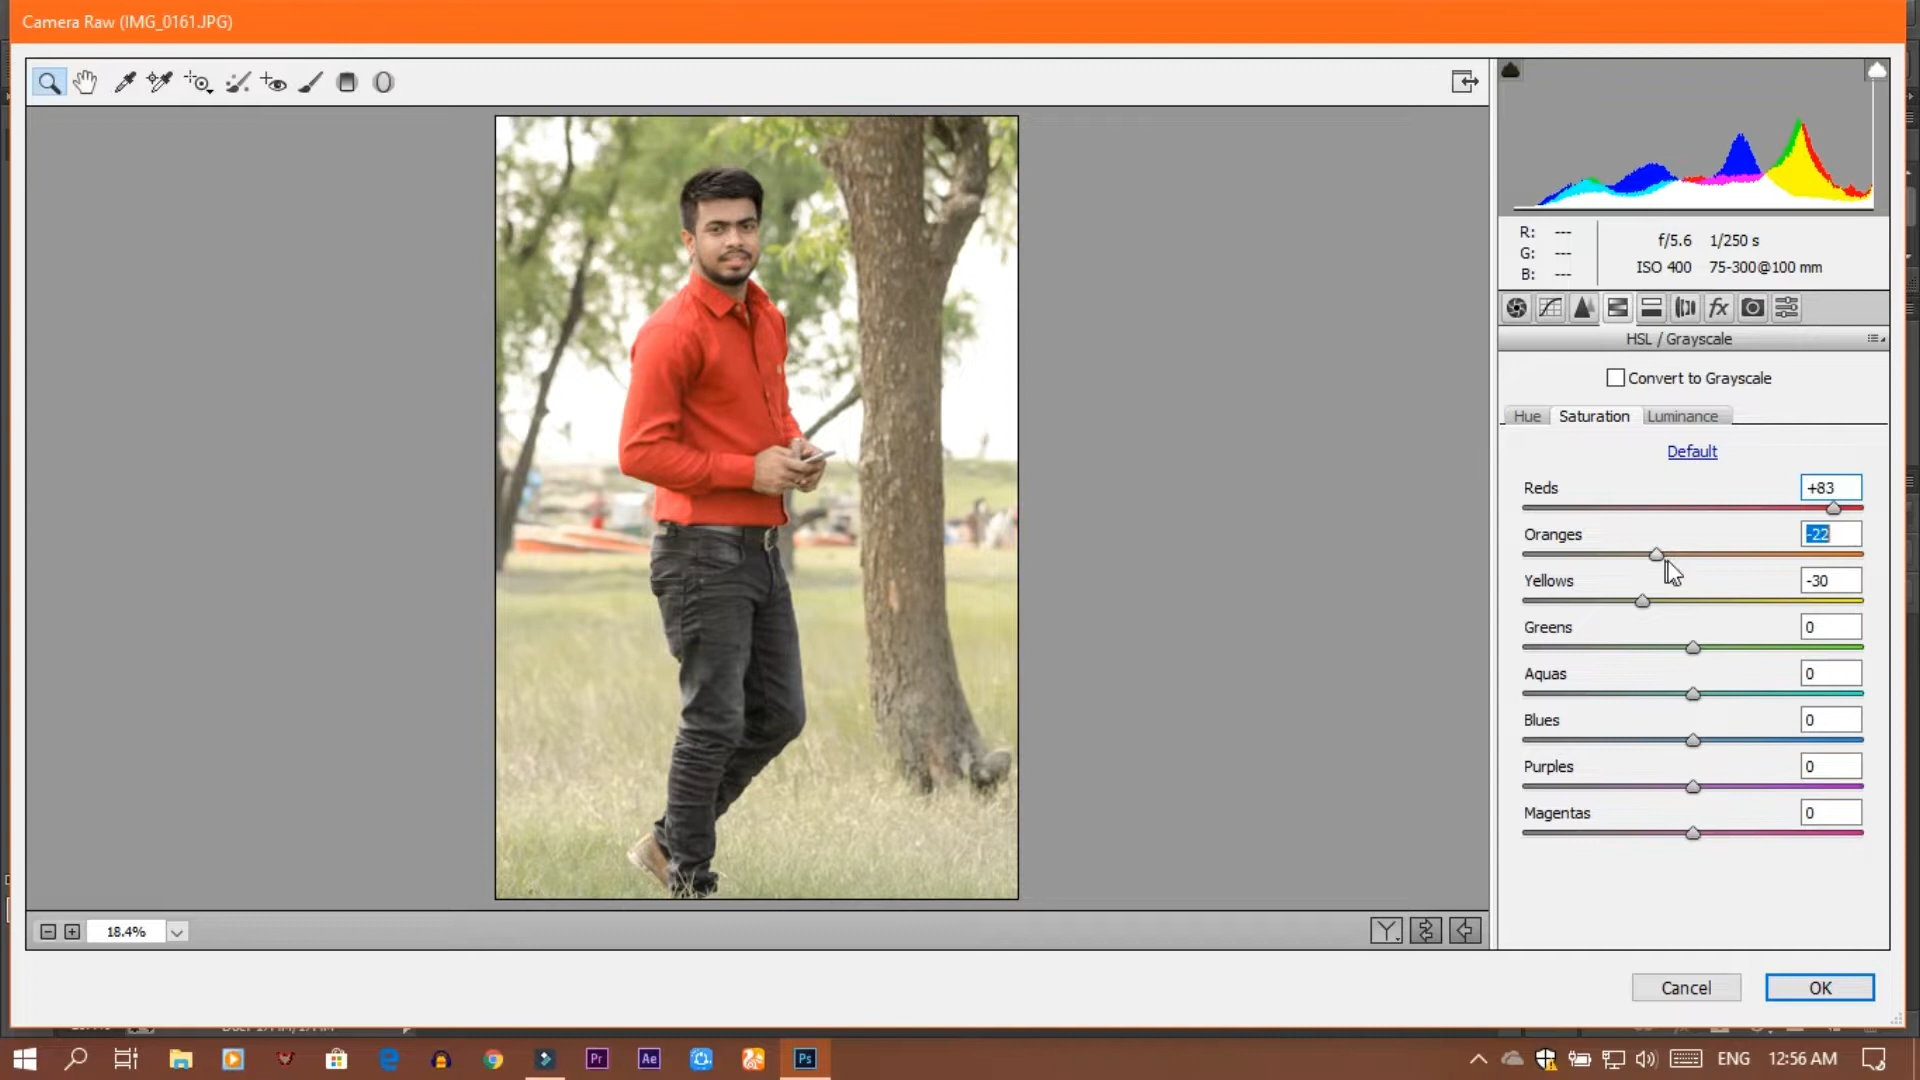 Camera Raw (IMG_0161.JPG)
R: ---
G: ---
B: ---
f/5.6 1/250 s
ISO 400 75-300@100 mm
fx
HSL / Grayscale
Convert to Grayscale
Hue Saturation Luminance
Default
Reds +83
Oranges -22
Yellows -30
Greens 0
Aquas 0
Blues 0
Purples 0
Magentas 0
18.4%
Y
Cancel OK
Pr Ae Ps ENG 12:56 AM